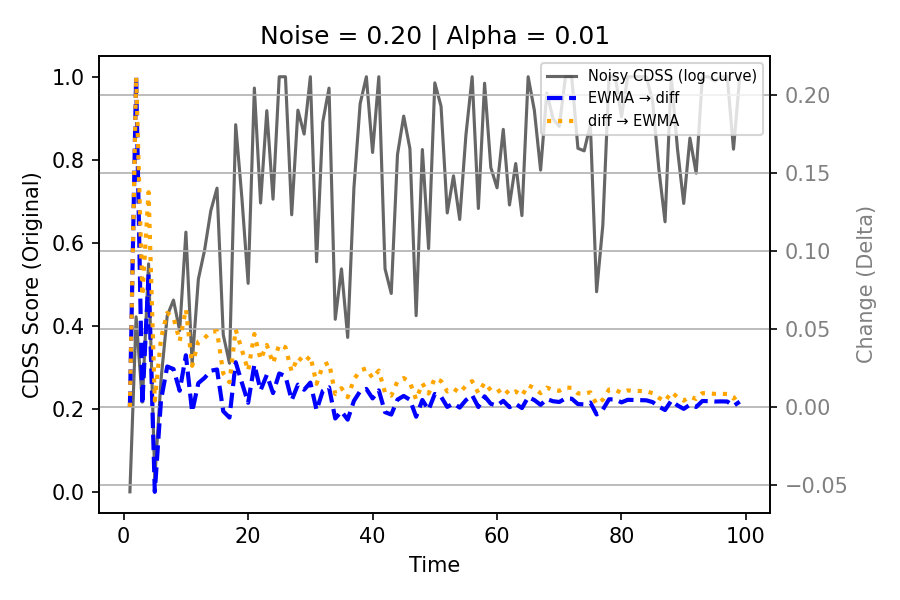 Noise = 0.20 | Alpha = 0.01
Noisy CDSS (log curve)
EWMA → diff
diff → EWMA
CDSS Score (Original)
1.0
0.8
0.6
0.4
0.2
0.0
0.20
0.15
0.10
0.05
0.00
−0.05
Change (Delta)
0
20
40
60
80
100
Time